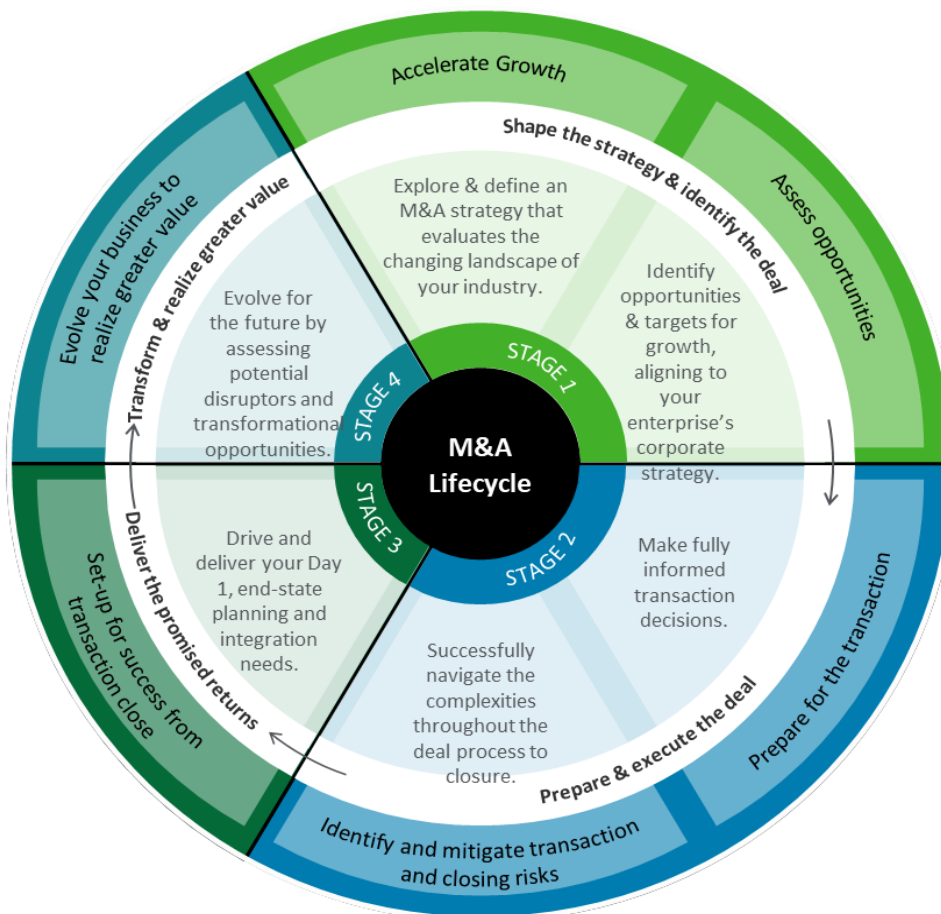 Accelerate Growth
Shape the strategy & identify the deal
Assess opportunities
Explore & define an
M&A strategy that
evaluates the
changing landscape of
your industry.
Identify
opportunities
& targets for
growth,
aligning to
your
enterprise’s
corporate
strategy.
STAGE 1
M&A
Lifecycle
STAGE 2
Make fully
informed
transaction
decisions.
Prepare for the transaction
Prepare & execute the deal
Successfully
navigate the
complexities
throughout the
deal process to
closure.
Identify and mitigate transaction
and closing risks
STAGE 3
Drive and
deliver your Day
1, end-state
planning and
integration
needs.
Deliver the promised returns
Set-up for success from
transaction close
STAGE 4
Evolve for
the future by
assessing
potential
disruptors and
transformational
opportunities.
Transform & realize greater value
Evolve your business to
realize greater value